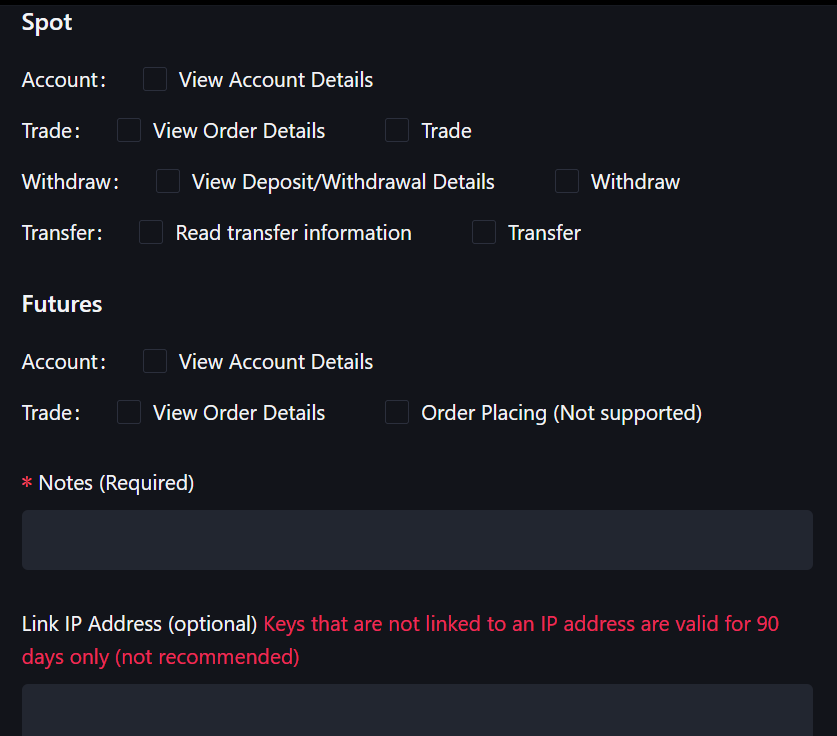 Spot
Account: View Account Details
Trade: View Order Details Trade
Withdraw: View Deposit/Withdrawal Details Withdraw
Transfer: Read transfer information Transfer
Futures
Account: View Account Details
Trade: View Order Details Order Placing (Not supported)
* Notes (Required)
Link IP Address (optional) Keys that are not linked to an IP address are valid for 90
days only (not recommended)